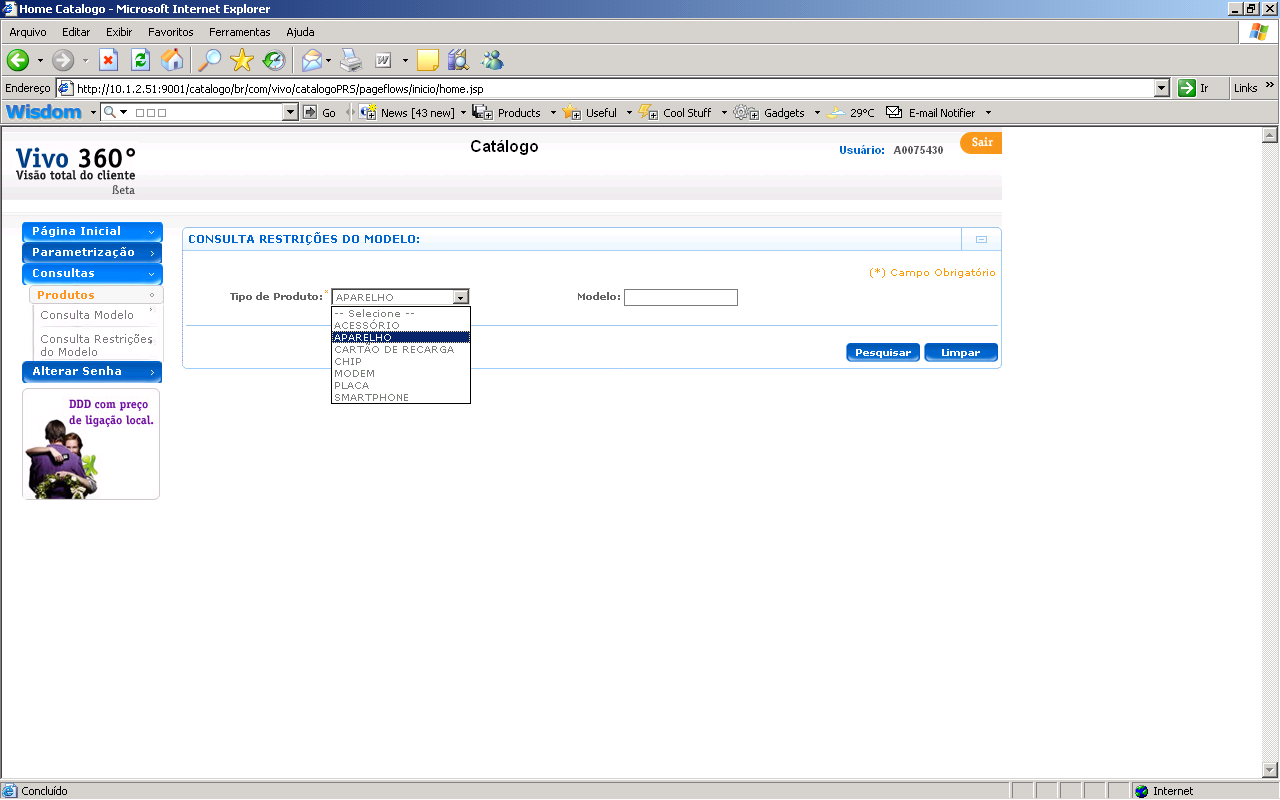 Home Catalogo - Microsoft Internet Explorer
Arquivo Editar Exibir Favoritos Ferramentas Ajuda
Endereço http://10.1.2.51:9001/catalogo/br/com/vivo/catalogoPRS/pageflows/inicio/home.jsp Ir Links »
Wisdom Go News [43 new] Products Useful Cool Stuff Gadgets 29°C E-mail Notifier
Vivo 360°
Visão total do cliente
βeta
Catálogo
Usuário: A0075430
Sair
Página Inicial
Parametrização
Consultas
Produtos
Consulta Modelo
Consulta Restrições
do Modelo
Alterar Senha
DDD com preço
de ligação local.
CONSULTA RESTRIÇÕES DO MODELO:
(*) Campo Obrigatório
Tipo de Produto: * APARELHO
Modelo:
-- Selecione --
ACESSÓRIO
APARELHO
CARTÃO DE RECARGA
CHIP
MODEM
PLACA
SMARTPHONE
Pesquisar Limpar
Concluído
Internet